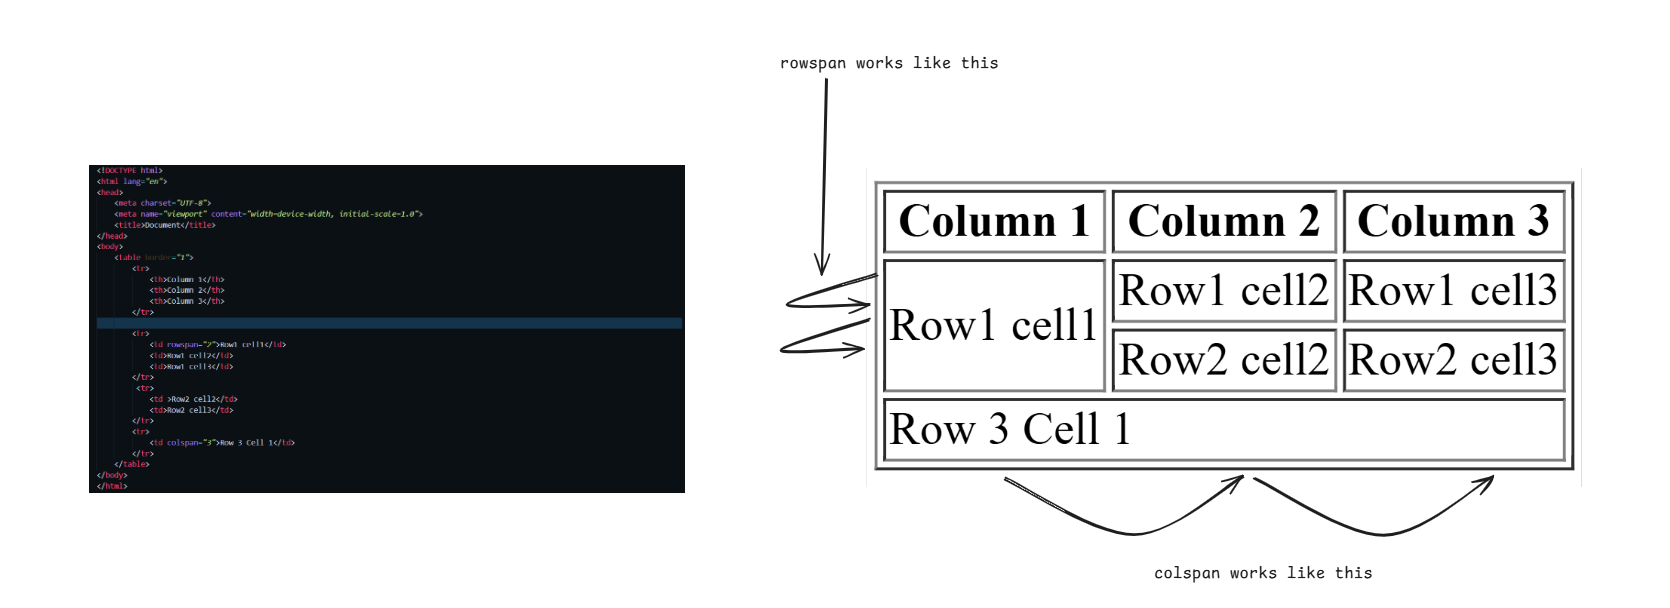 rowspan works like this
<!DOCTYPE html>
<html lang="en">
<head>
<meta charset="UTF-8">
<meta name="viewport" content="width=device-width, initial-scale=1.0">
<title>Document</title>
</head>
<body>
<table border="1">
<tr>
<th>Column 1</th>
<th>Column 2</th>
<th>Column 3</th>
</tr>
<tr>
<td rowspan="2">Row1 cell1</td>
<td>Row1 cell2</td>
<td>Row1 cell3</td>
</tr>
<tr>
<td >Row2 cell2</td>
<td>Row2 cell3</td>
</tr>
<tr>
<td colspan="3">Row 3 Cell 1</td>
</tr>
</table>
</body>
</html>
Column 1 Column 2 Column 3
Row1 cell1 Row1 cell2 Row1 cell3
Row2 cell2 Row2 cell3
Row 3 Cell 1
colspan works like this